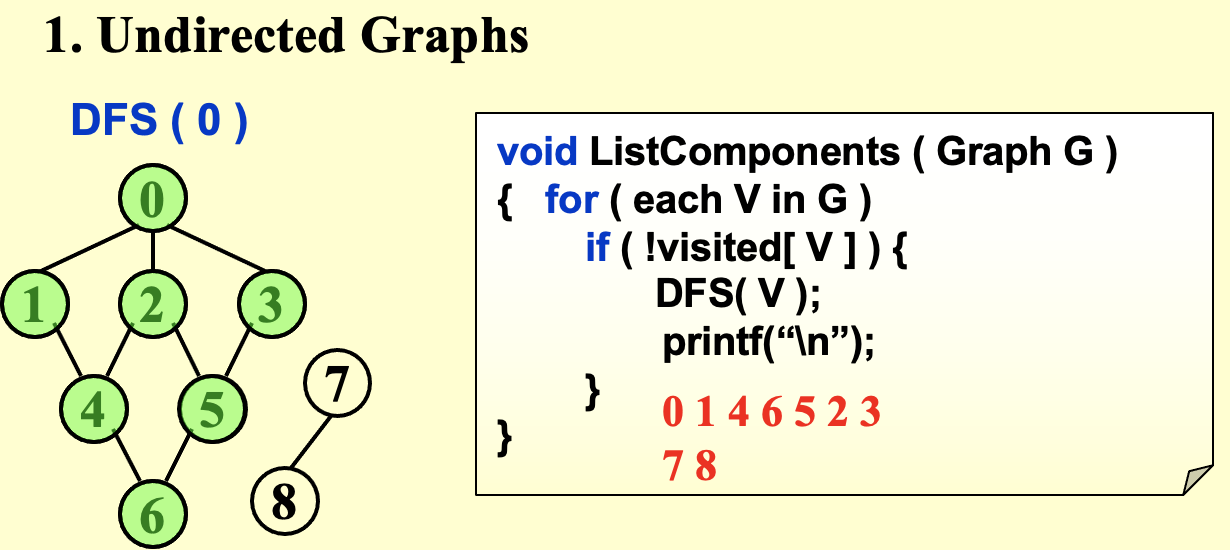 1. Undirected Graphs
DFS ( 0 )
0
1 2 3
4 5
6
7
8
void ListComponents ( Graph G )
{ for ( each V in G )
if ( !visited[ V ] ) {
DFS( V );
printf(“\n”);
}
}
0 1 4 6 5 2 3
7 8